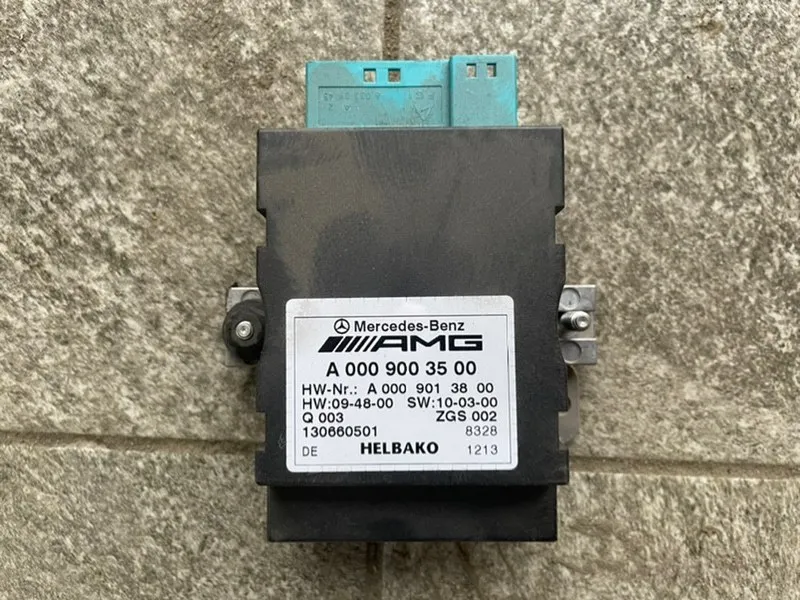 Mercedes-Benz
AMG
A 000 900 35 00
HW-Nr.: A 000 901 38 00
HW:09-48-00 SW:10-03-00
Q 003 ZGS 002
130660501 8328
DE HELBAKO 1213